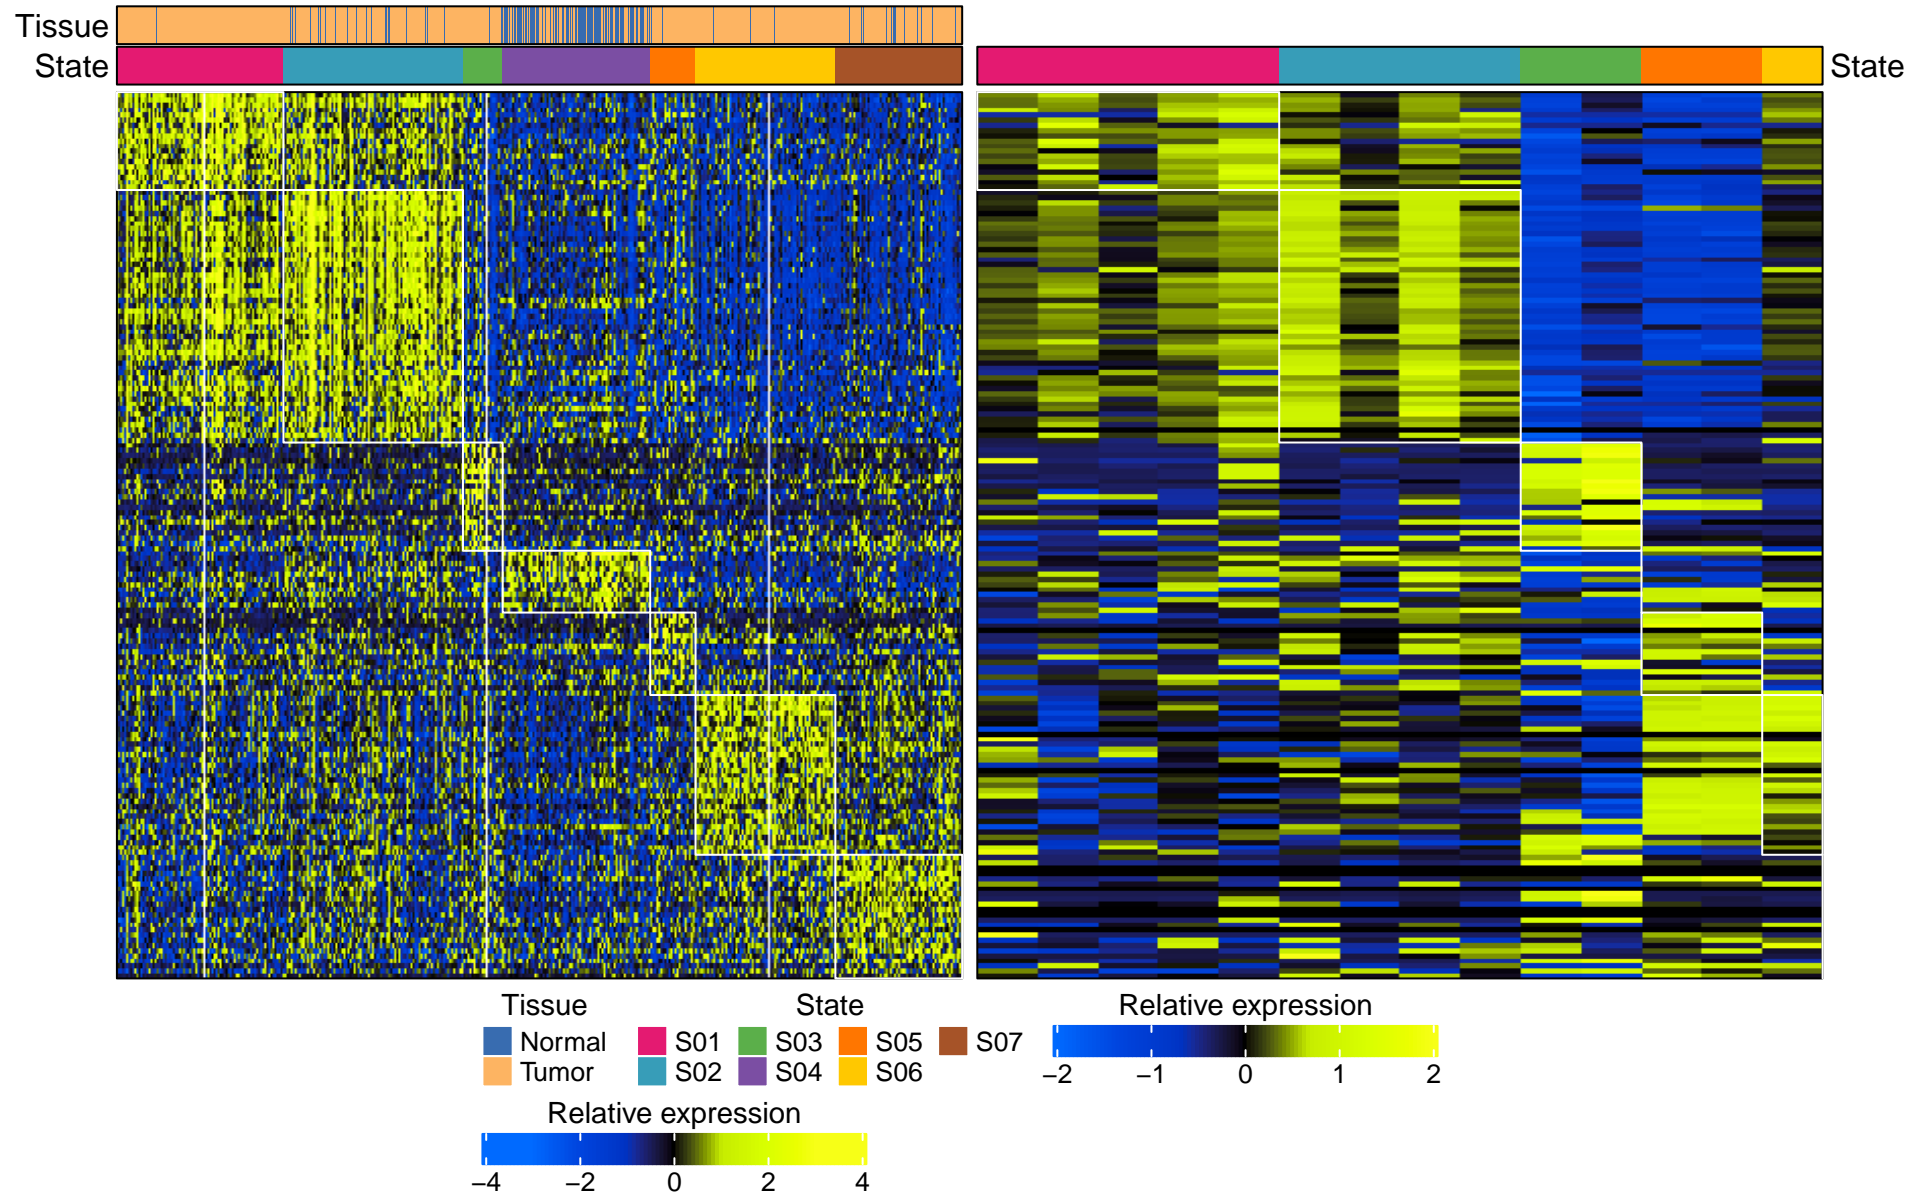 Tissue
State
State
Tissue
Normal
Tumor
State
S01 S03 S05 S07
S02 S04 S06
Relative expression
−2 −1 0 1 2
Relative expression
−4 −2 0 2 4